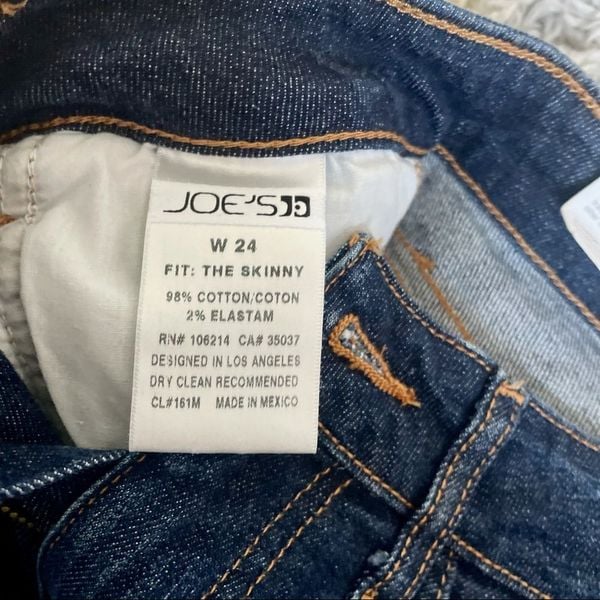 JOE'S
W 24
FIT: THE SKINNY
98% COTTON/COTON
2% ELASTAM
RN# 106214 CA# 35037
DESIGNED IN LOS ANGELES
DRY CLEAN RECOMMENDED
CL#161M MADE IN MEXICO